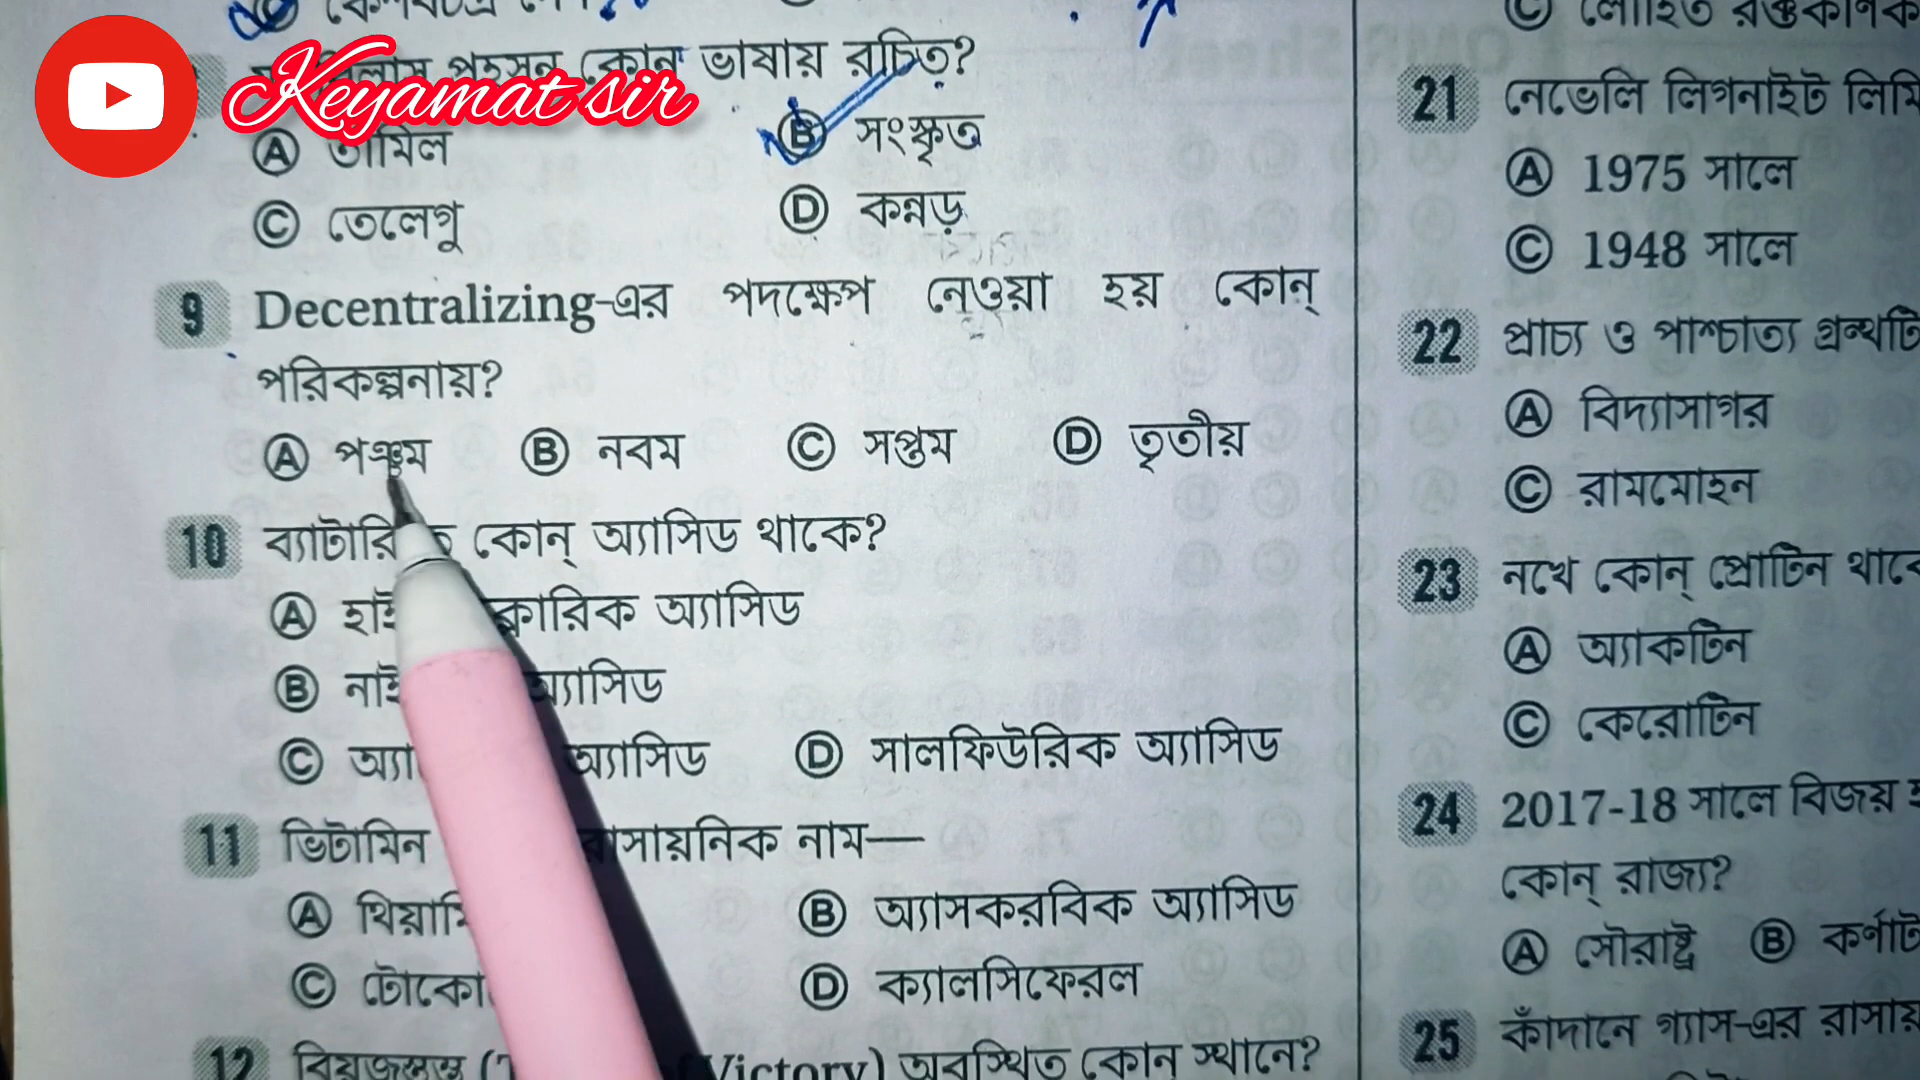 Keyamat sir
কোন ভাষায় রচিত?
A তামিল
B সংস্কৃত
C তেলেগু
D কন্নড়
9 Decentralizing-এর পদক্ষেপ নেওয়া হয় কোন্
পরিকল্পনায়?
A পঞ্চম B নবম C সপ্তম D তৃতীয়
10 কোন্ অ্যাসিড থাকে?
A অ্যাসিড
B অ্যাসিড
C অ্যাসিড D সালফিউরিক অ্যাসিড
11 ভিটামিন রাসায়নিক নাম—
A B অ্যাসকরবিক অ্যাসিড
C D ক্যালসিফেরল
12 Victory) অবস্থিত কোন্ স্থানে?
C লোহিত
21 নেভেলি লিগনাইট
A 1975 সালে
C 1948 সালে
22 প্রাচ্য ও পাশ্চাত্য গ্রন্থটি
A বিদ্যাসাগর
C রামমোহন
23 নখে কোন্ প্রোটিন
A অ্যাকটিন
C কেরোটিন
24 2017-18 সালে বিজয়
কোন্ রাজ্য?
A সৌরাষ্ট্র B
25 কাঁদানে গ্যাস-এর